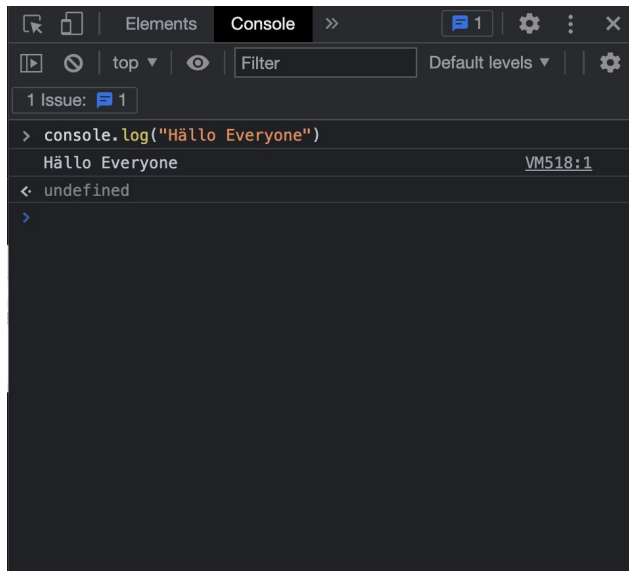 Elements Console » 1
top ▼ Filter Default levels ▼
1 Issue: 1
> console.log("Hällo Everyone")
Hällo Everyone VM518:1
undefined
>